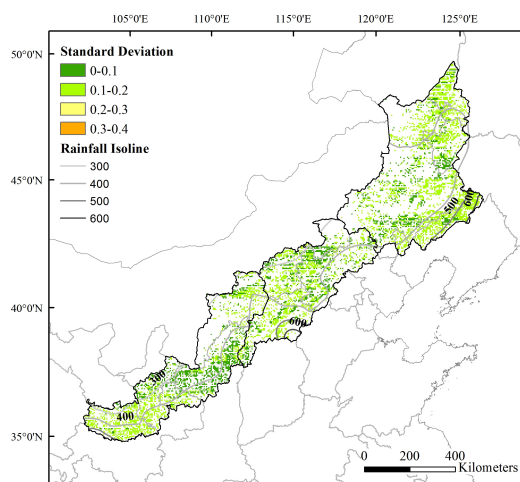 105°0'E 110°0'E 115°0'E 120°0'E 125°0'E
50°0'N
Standard Deviation
0-0.1
0.1-0.2
0.2-0.3
0.3-0.4
Rainfall Isoline
300
400
500
600
45°0'N
500
600
40°0'N
600
300
400
35°0'N
0 200 400
Kilometers